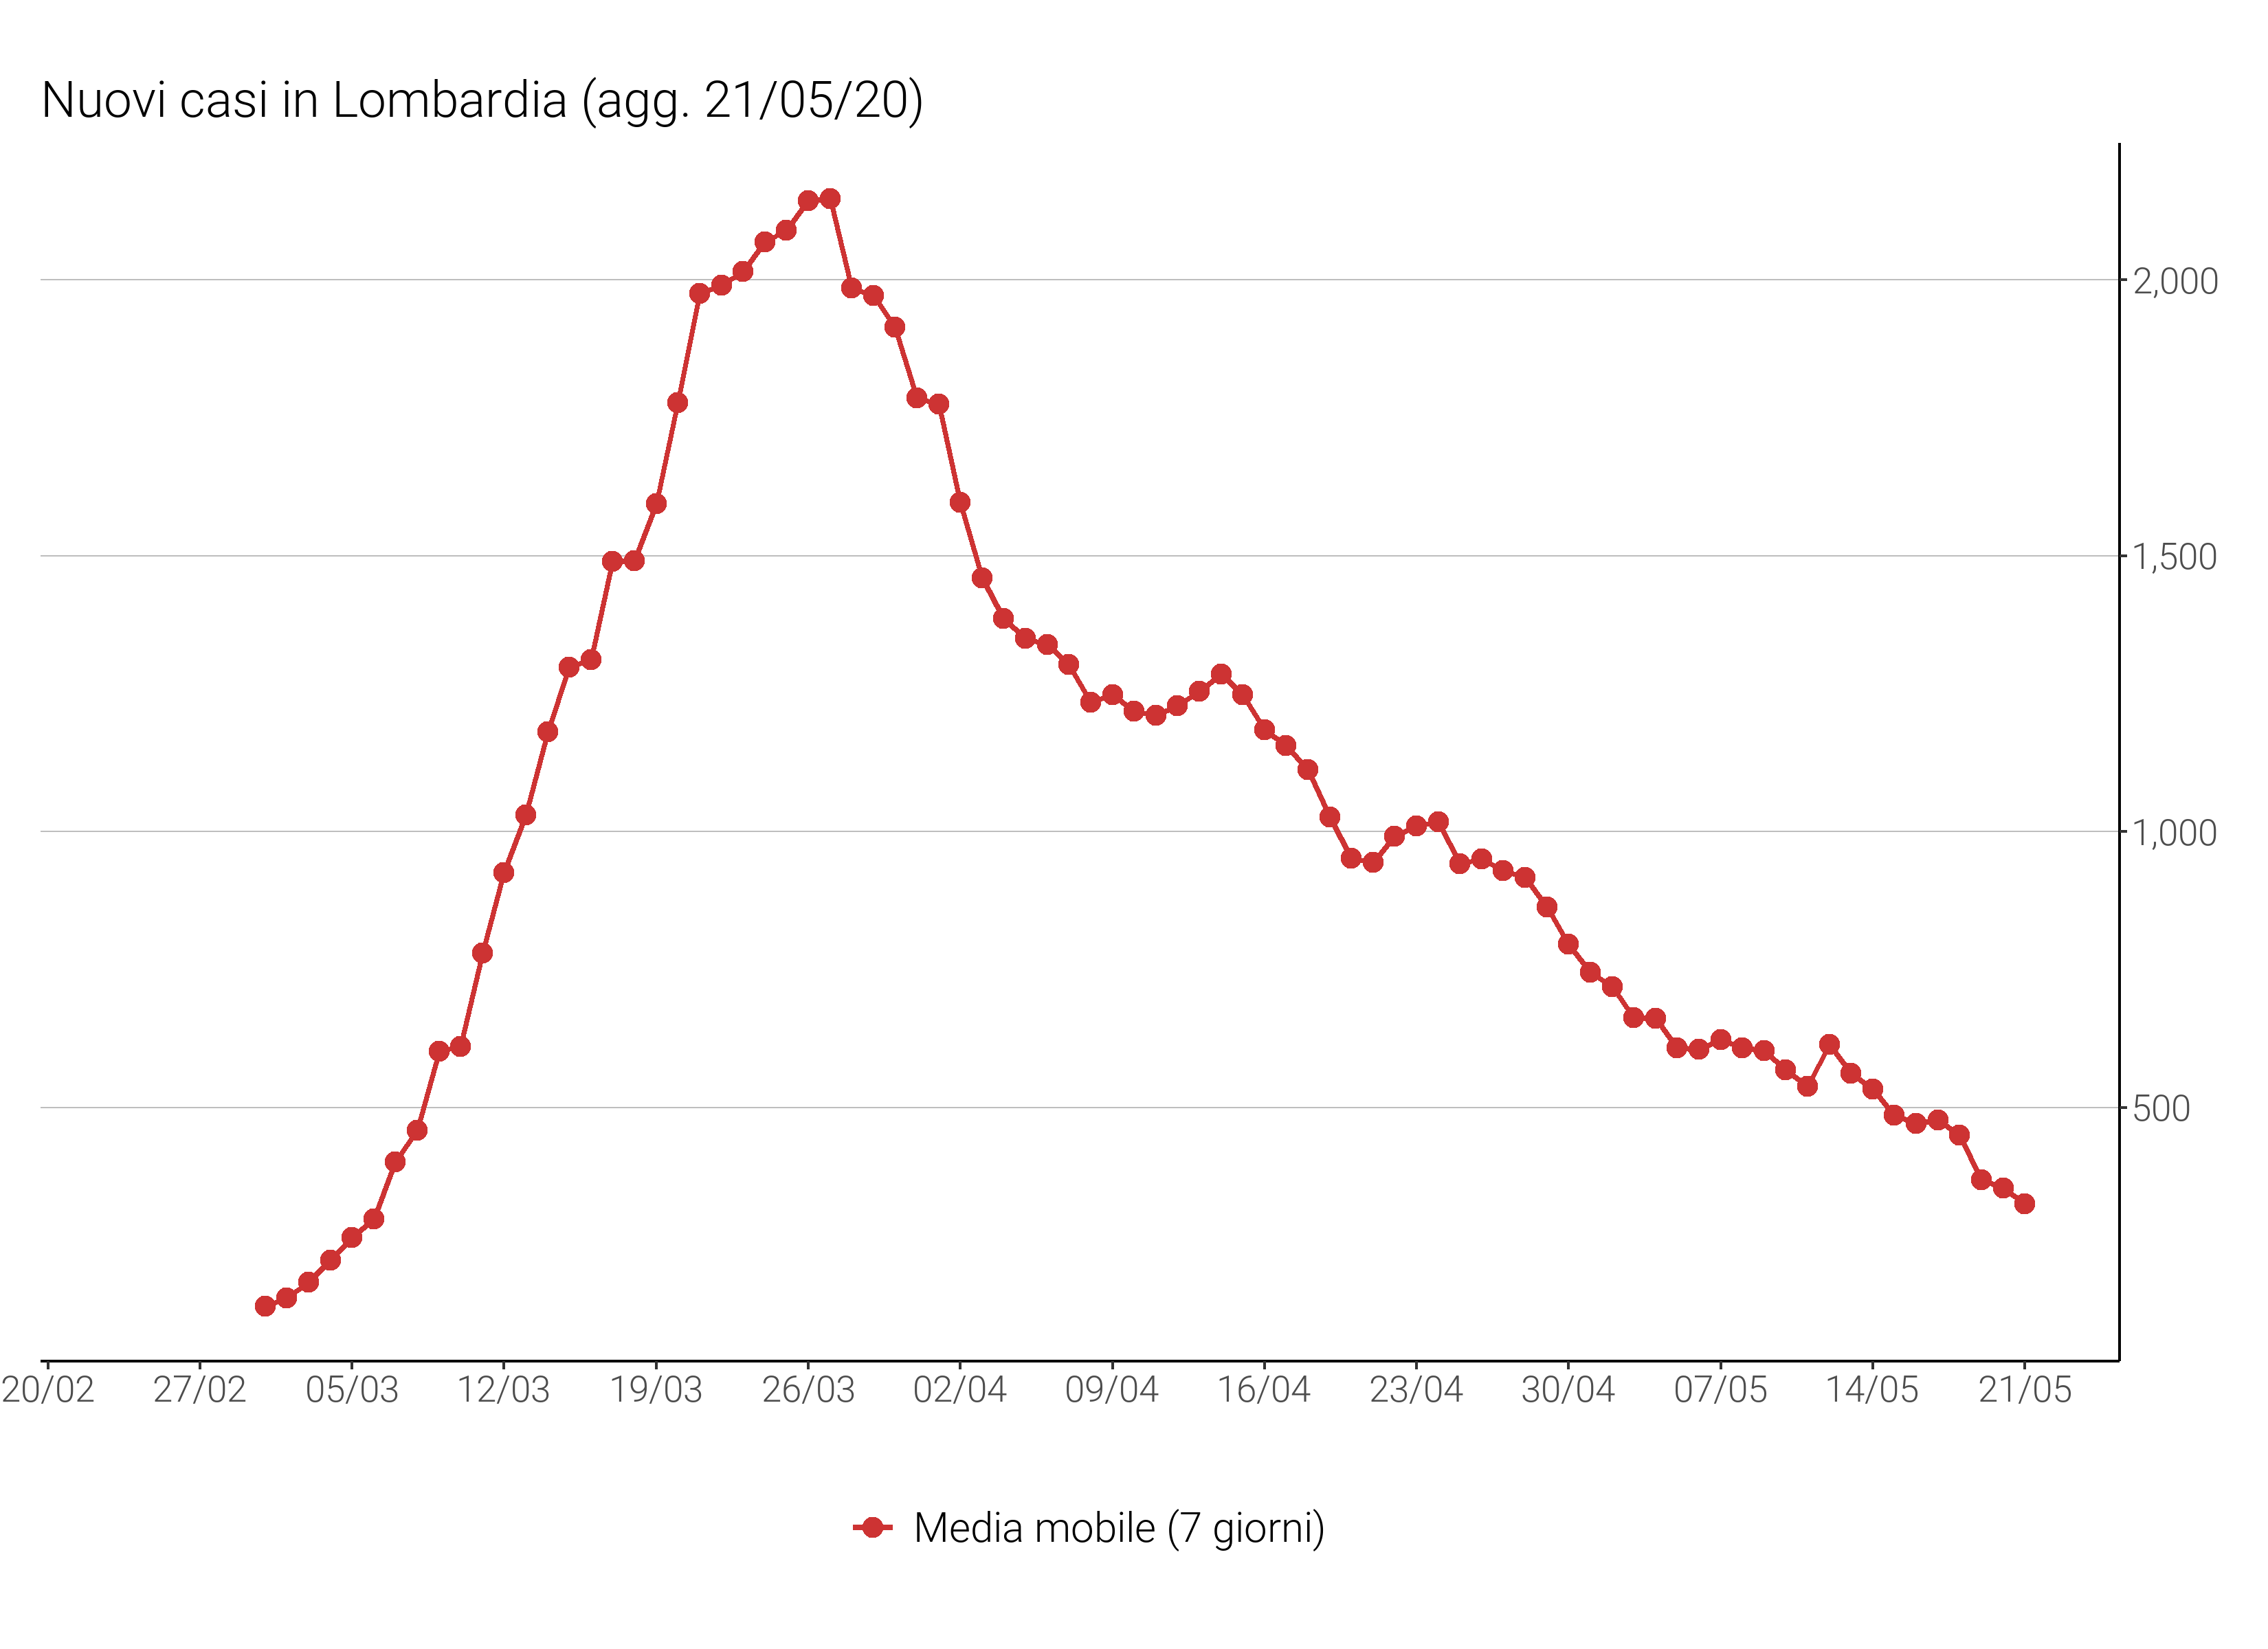 Nuovi casi in Lombardia (agg. 21/05/20)
2,000
1,500
1,000
500
20/02 27/02 05/03 12/03 19/03 26/03 02/04 09/04 16/04 23/04 30/04 07/05 14/05 21/05
Media mobile (7 giorni)